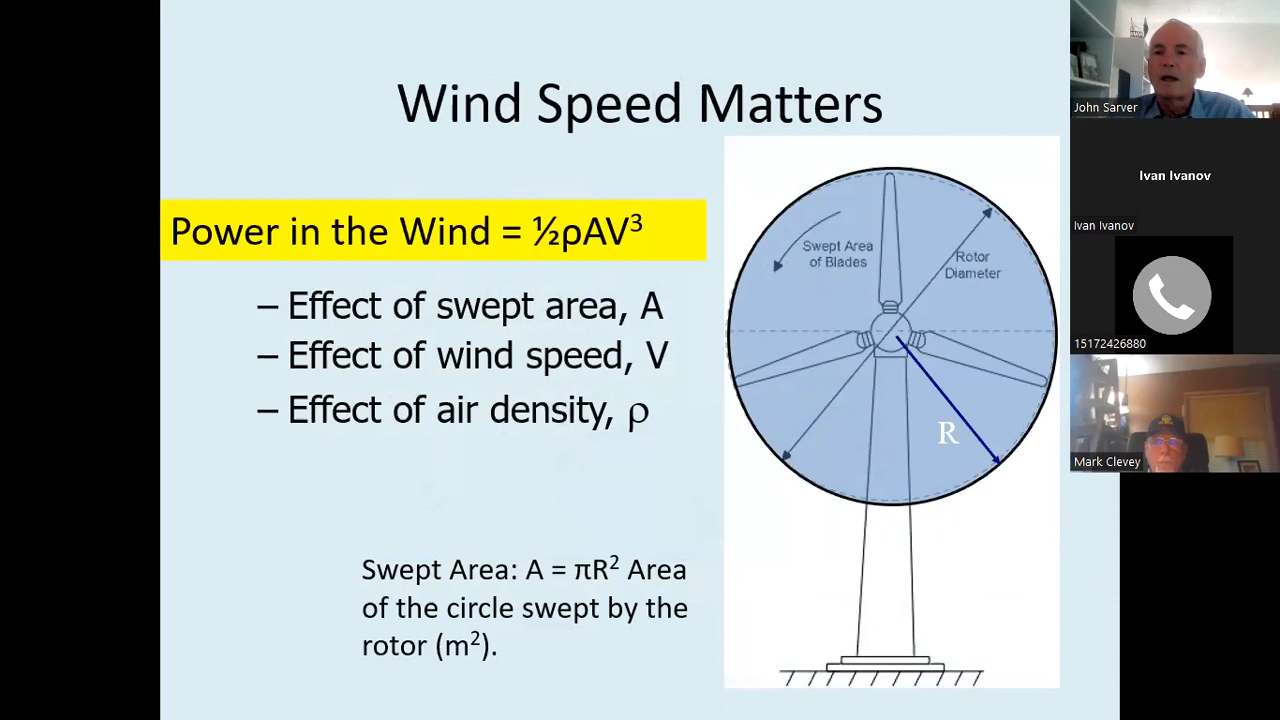 Wind Speed Matters
Power in the Wind = ½ρAV³
– Effect of swept area, A
– Effect of wind speed, V
– Effect of air density, ρ
Swept Area: A = πR² Area
of the circle swept by the
rotor (m²).
Swept Area
of Blades
Rotor
Diameter
R
John Sarver
Ivan Ivanov
Ivan Ivanov
15172426880
Mark Clevey